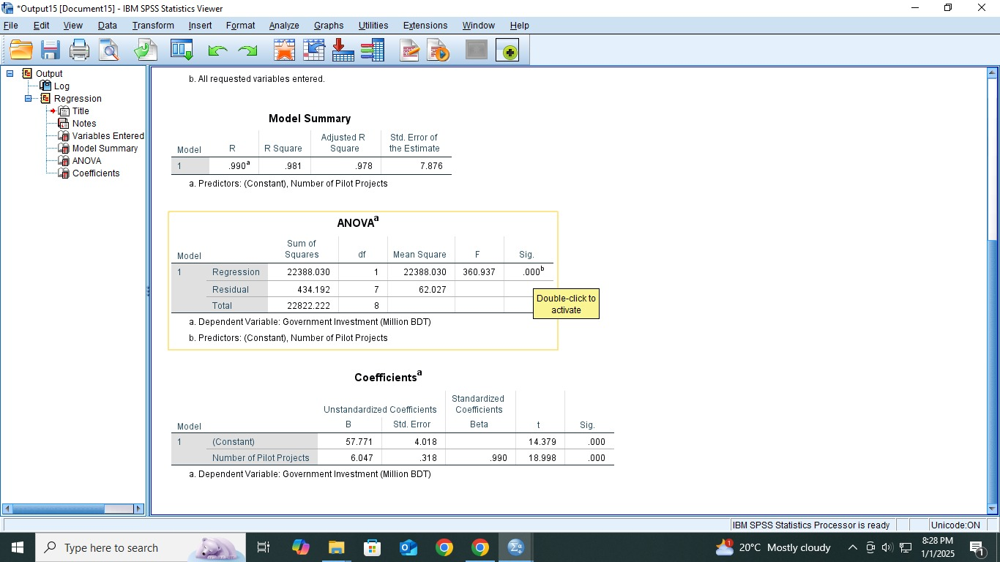 *Output15 [Document15] - IBM SPSS Statistics Viewer
File Edit View Data Transform Insert Format Analyze Graphs Utilities Extensions Window Help
Output
Log
Regression
Title
Notes
Variables Entered
Model Summary
ANOVA
Coefficients
b. All requested variables entered.
Model Summary
Model R R Square Adjusted R Square Std. Error of the Estimate
1 .990a .981 .978 7.876
a. Predictors: (Constant), Number of Pilot Projects
ANOVAa
Model Sum of Squares df Mean Square F Sig.
1 Regression 22388.030 1 22388.030 360.937 .000b
Residual 434.192 7 62.027
Total 22822.222 8
Double-click to
activate
a. Dependent Variable: Government Investment (Million BDT)
b. Predictors: (Constant), Number of Pilot Projects
Coefficientsa
Unstandardized Coefficients Standardized Coefficients
Model B Std. Error Beta t Sig.
1 (Constant) 57.771 4.018 14.379 .000
Number of Pilot Projects 6.047 .318 .990 18.998 .000
a. Dependent Variable: Government Investment (Million BDT)
IBM SPSS Statistics Processor is ready Unicode:ON
Type here to search
1
20°C Mostly cloudy
8:28 PM
1/1/2025
1